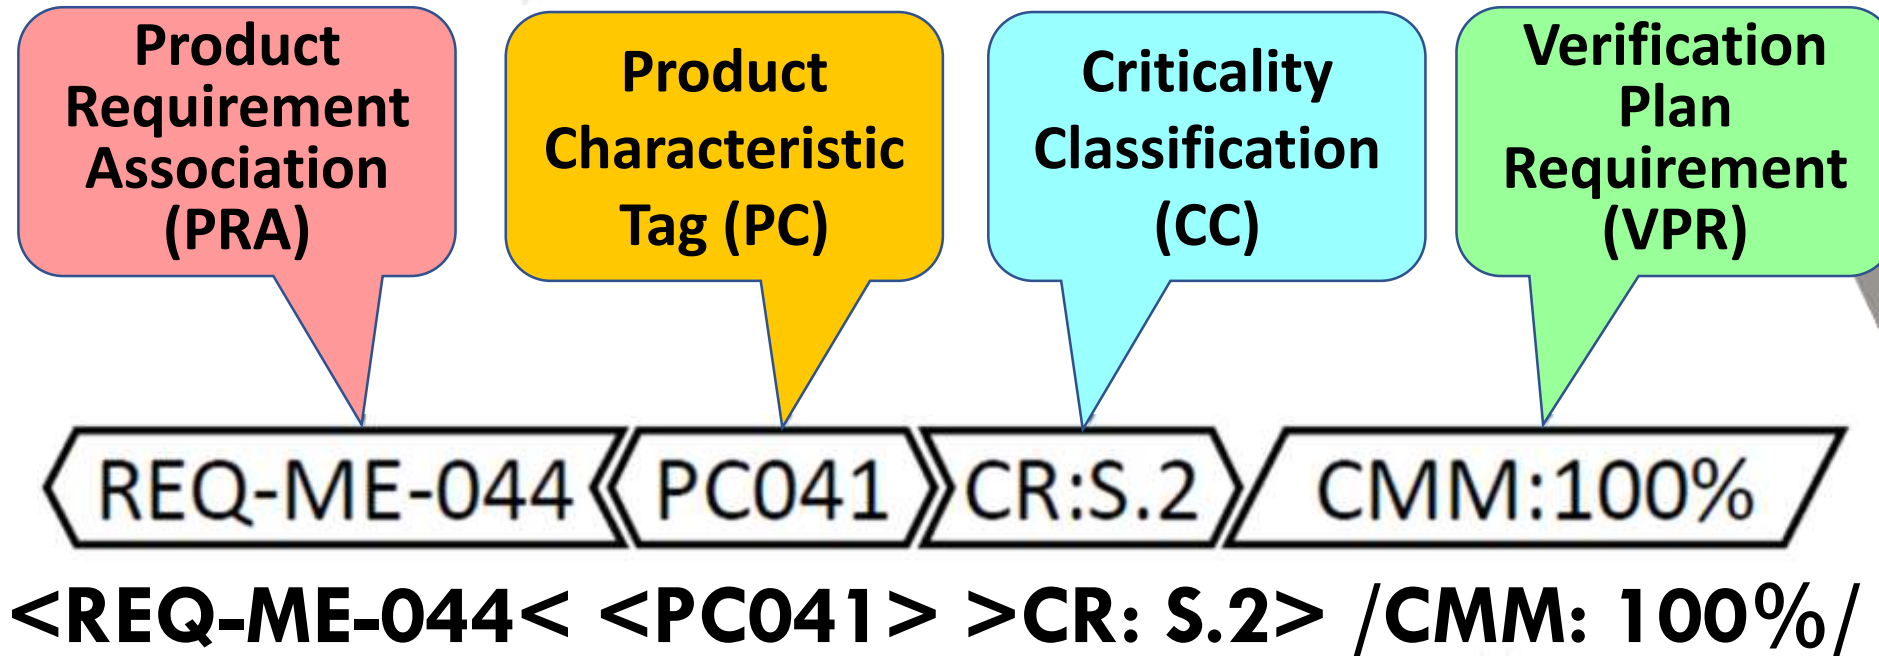 Product
Requirement
Association
(PRA)
Product
Characteristic
Tag (PC)
Criticality
Classification
(CC)
Verification
Plan
Requirement
(VPR)
REQ-ME-044 PC041 CR:S.2 CMM:100%
<REQ-ME-044< <PC041> >CR: S.2> /CMM: 100%/